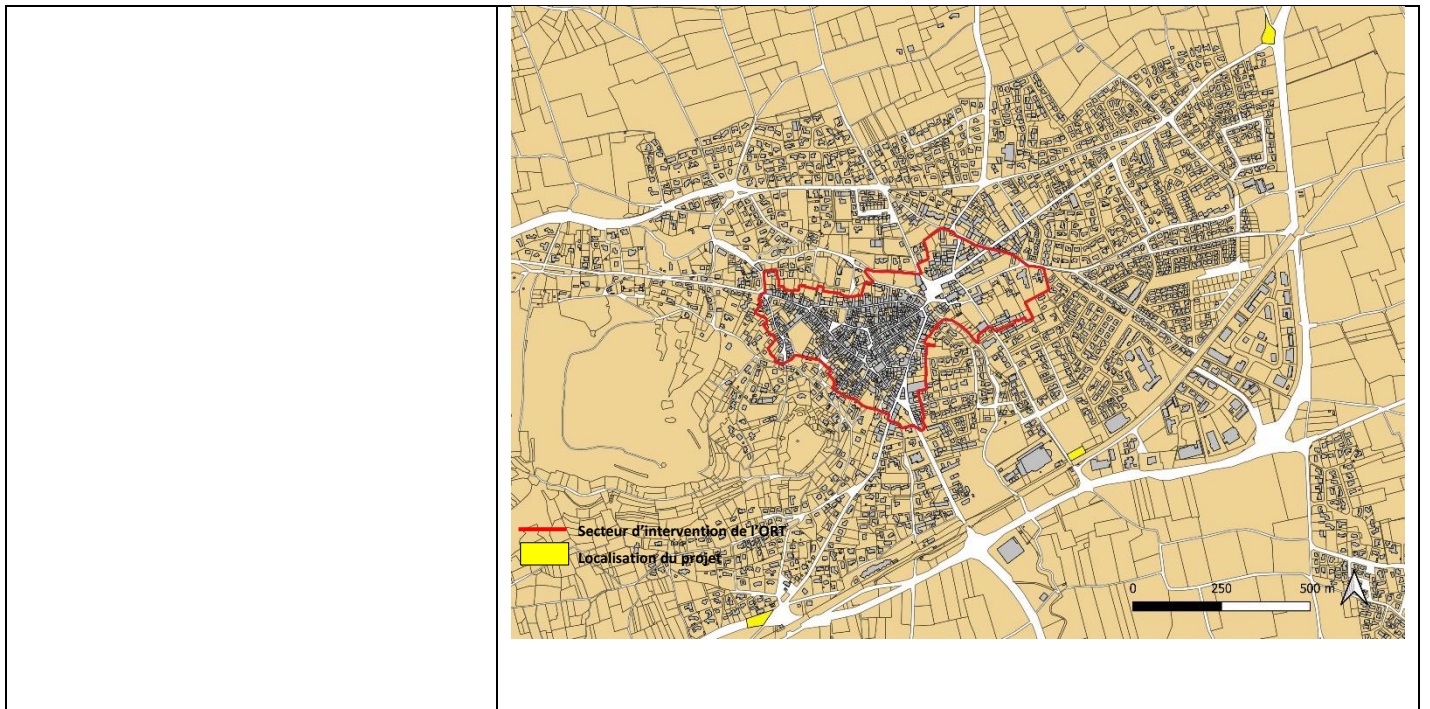 Secteur d'intervention de l'ORT
Localisation du projet
0 250 500 m